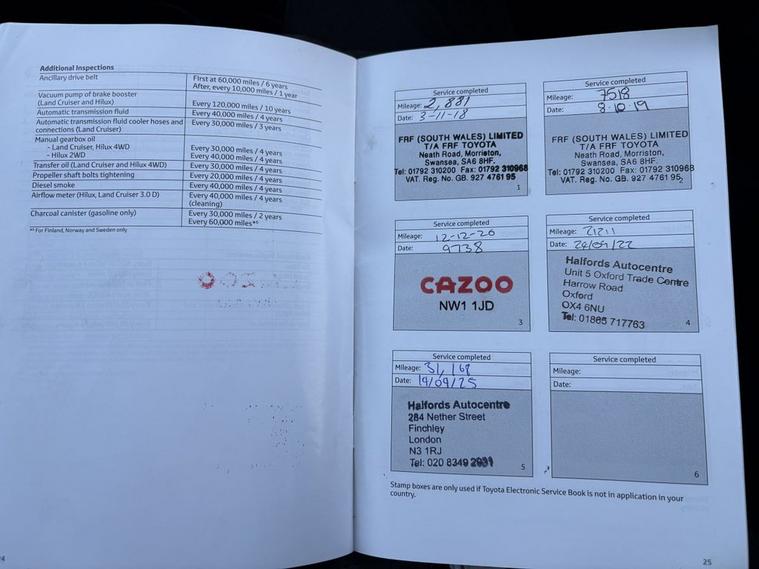 Additional Inspections
Ancillary drive belt
First at 60,000 miles / 6 years
After, every 10,000 miles / 1 year
Vacuum pump of brake booster
(Land Cruiser and Hilux)
Every 120,000 miles / 10 years
Automatic transmission fluid
Every 40,000 miles / 4 years
Automatic transmission fluid cooler hoses and
connections (Land Cruiser)
Every 30,000 miles / 3 years
Manual gearbox oil
- Land Cruiser, Hilux 4WD
Every 30,000 miles / 4 years
- Hilux 2WD
Every 40,000 miles / 4 years
Transfer oil (Land Cruiser and Hilux 4WD)
Every 30,000 miles / 4 years
Propeller shaft bolts tightening
Every 20,000 miles / 4 years
Diesel smoke
Every 40,000 miles / 4 years
Airflow meter (Hilux, Land Cruiser 3.0 D)
Every 40,000 miles / 4 years
(cleaning)
Charcoal canister (gasoline only)
Every 30,000 miles / 2 years
Every 60,000 miles
For Finland, Norway and Sweden only
Service completed
Mileage: 2,881
Date: 3-11-18
FRF (SOUTH WALES) LIMITED
T/A FRF TOYOTA
Neath Road, Morriston,
Swansea, SA6 8HF.
Tel: 01792 310200 Fax: 01792 310968
VAT. Reg. No. GB. 927 4761 95
1
Service completed
Mileage: 7518
Date: 8-10-19
FRF (SOUTH WALES) LIMITED
T/A FRF TOYOTA
Neath Road, Morriston,
Swansea, SA6 8HF.
Tel: 01792 310200 Fax: 01792 310968
VAT. Reg. No. GB. 927 4761 95
2
Service completed
Mileage: 12-12-20
Date: 9738
CAZOO
NW1 1JD
3
Service completed
Mileage: 21211
Date: 24/09/22
Halfords Autocentre
Unit 5 Oxford Trade Centre
Harrow Road
Oxford
OX4 6NU
Tel: 01865 717763
4
Service completed
Mileage: 31,167
Date: 19/09/25
Halfords Autocentre
284 Nether Street
Finchley
London
N3 1RJ
Tel: 020 8349 2931
5
Service completed
Mileage:
Date:
6
Stamp boxes are only used if Toyota Electronic Service Book is not in application in your
country.
25